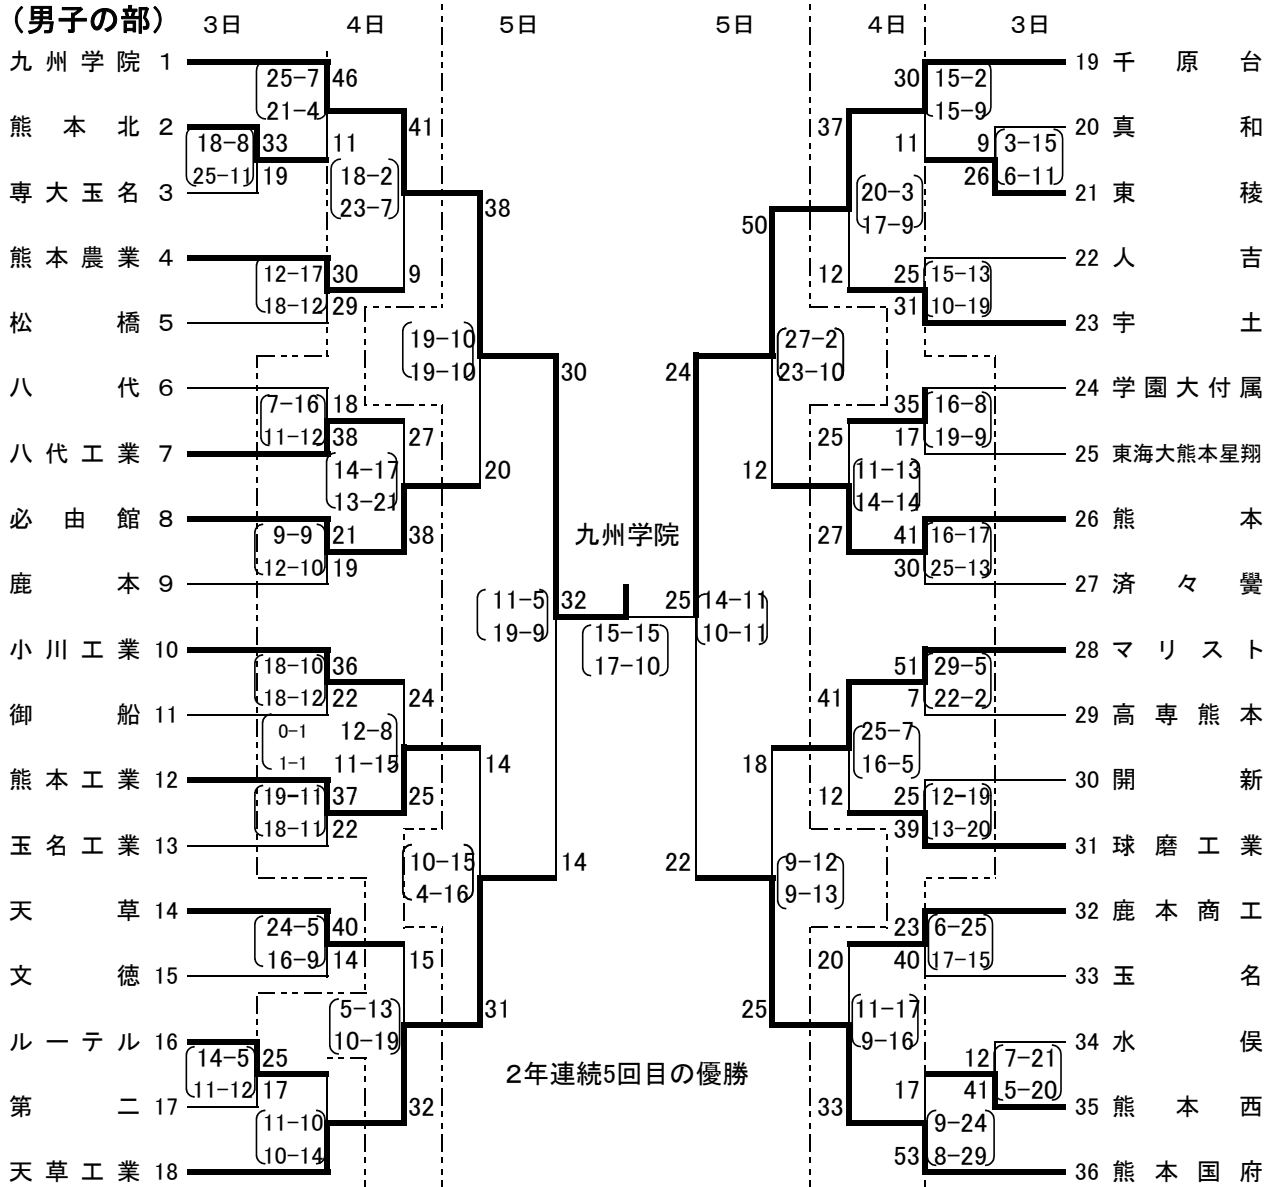 （男子の部） 3日 4日 5日 5日 4日 3日
九州学院 1
25-7 46
21-4
熊本北 2
18-8 33 11 41
25-11 19
専大玉名 3
18-2
23-7
38
熊本農業 4
12-17 30 9
18-12 29
松橋 5
19-10
19-10
30
八代 6
7-16 18
11-12 38 27
八代工業 7
14-17
13-21
20
必由館 8
9-9 21 38
12-10 19
鹿本 9
11-5 32
19-9
小川工業 10
18-10 36
18-12 22 24
御船 11
0-1 12-8
1-1 11-15
14
熊本工業 12
19-11 37 25
18-11 22
玉名工業 13
10-15 14
4-16
天草 14
24-5 40
16-9 14 15
文徳 15
5-13 31
10-19
ルーテル 16
14-5 25
11-12 17
第二 17
11-10 32
10-14
天草工業 18
九州学院
15-15
17-10
2年連続5回目の優勝
19 千原台
30 15-2
15-9
20 真和
37 11 9 3-15
26 6-11
21 東稜
20-3
17-9
50
22 人吉
12 25 15-13
31 10-19
23 宇土
27-2
23-10
24
24 学園大付属
35 16-8
25 17 19-9
25 東海大熊本星翔
11-13
14-14
12
26 熊本
27 41 16-17
30 25-13
27 済々黌
25 14-11
10-11
28 マリスト
51 29-5
41 7 22-2
29 高専熊本
25-7
16-5
18
30 開新
12 25 12-19
39 13-20
31 球磨工業
22 9-12
9-13
32 鹿本商工
23 6-25
20 40 17-15
33 玉名
25 11-17
9-16
34 水俣
12 7-21
17 41 5-20
35 熊本西
33 9-24
53 8-29
36 熊本国府